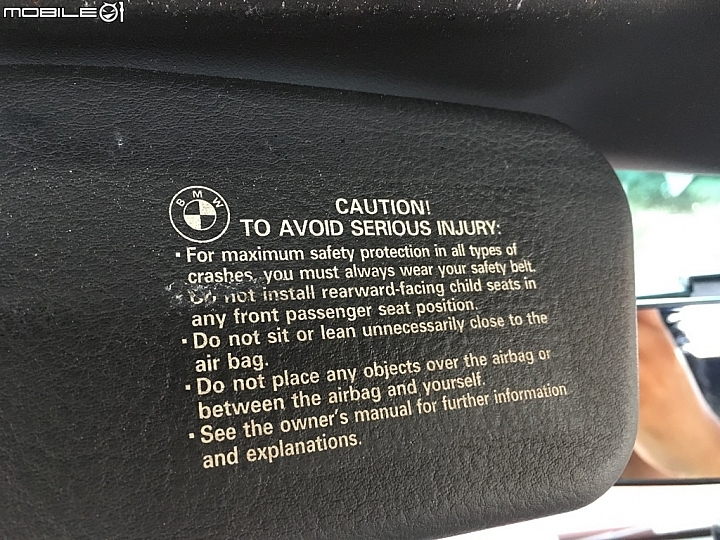 MOBILE01
BMW
CAUTION!
TO AVOID SERIOUS INJURY:
• For maximum safety protection in all types of
crashes, you must always wear your safety belt.
• Do not install rearward-facing child seats in
any front passenger seat position.
• Do not sit or lean unnecessarily close to the
air bag.
• Do not place any objects over the airbag or
between the airbag and yourself.
• See the owner's manual for further information
and explanations.